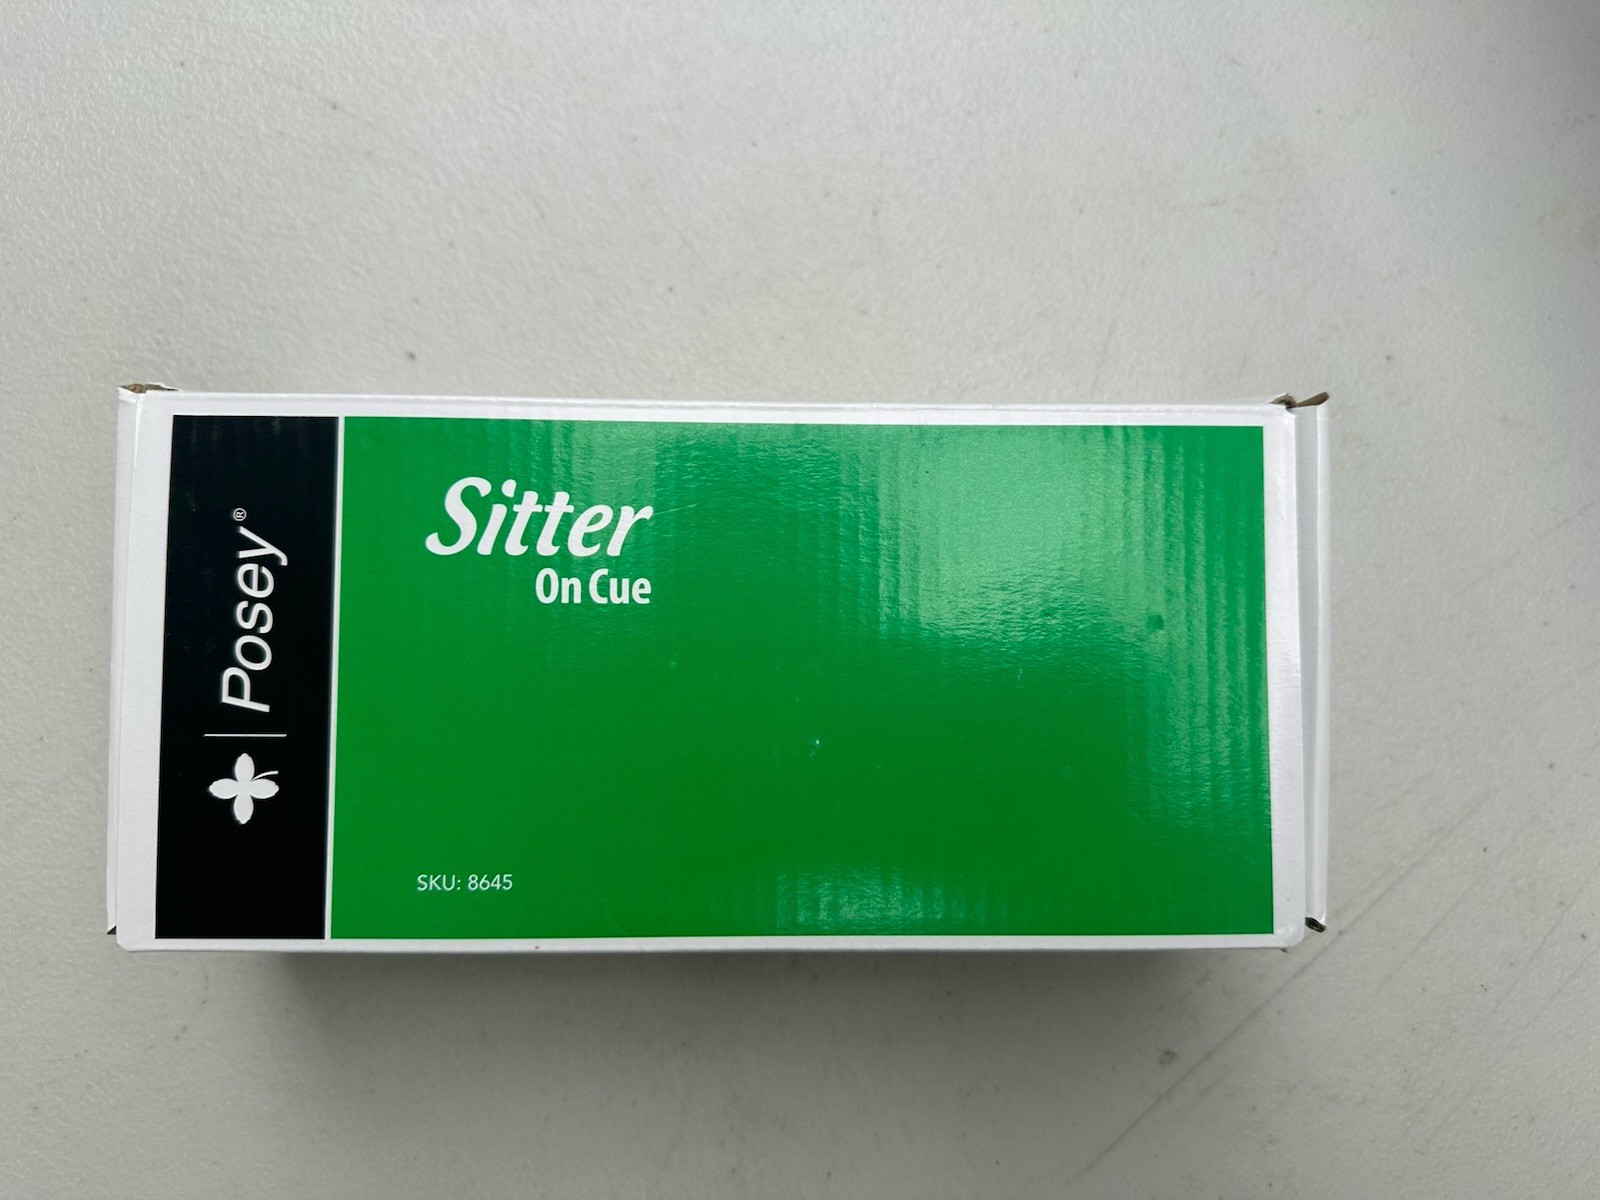 Posey®
Sitter
On Cue
SKU: 8645